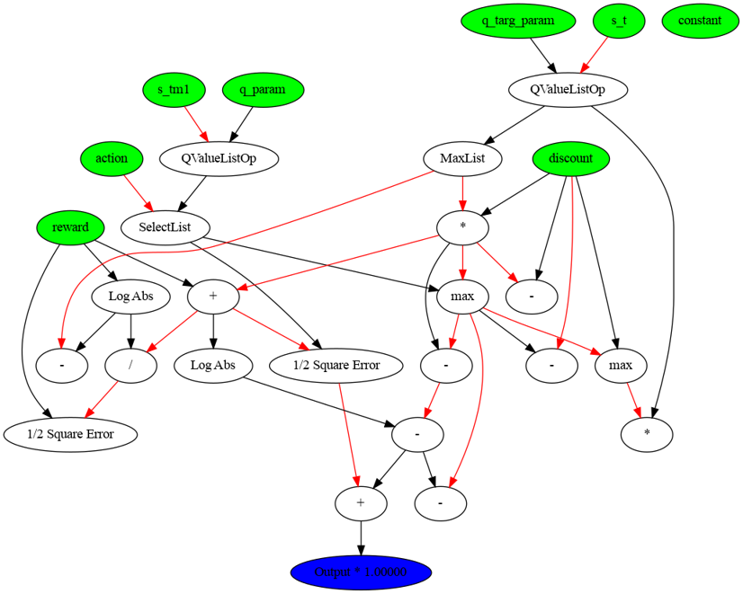 q_targ_param
s_t
constant
s_tm1
q_param
QValueListOp
action
QValueListOp
MaxList
discount
reward
SelectList
*
Log Abs
+
max
-
-
/
Log Abs
1/2 Square Error
-
-
max
1/2 Square Error
-
*
+
-
Output * 1.00000